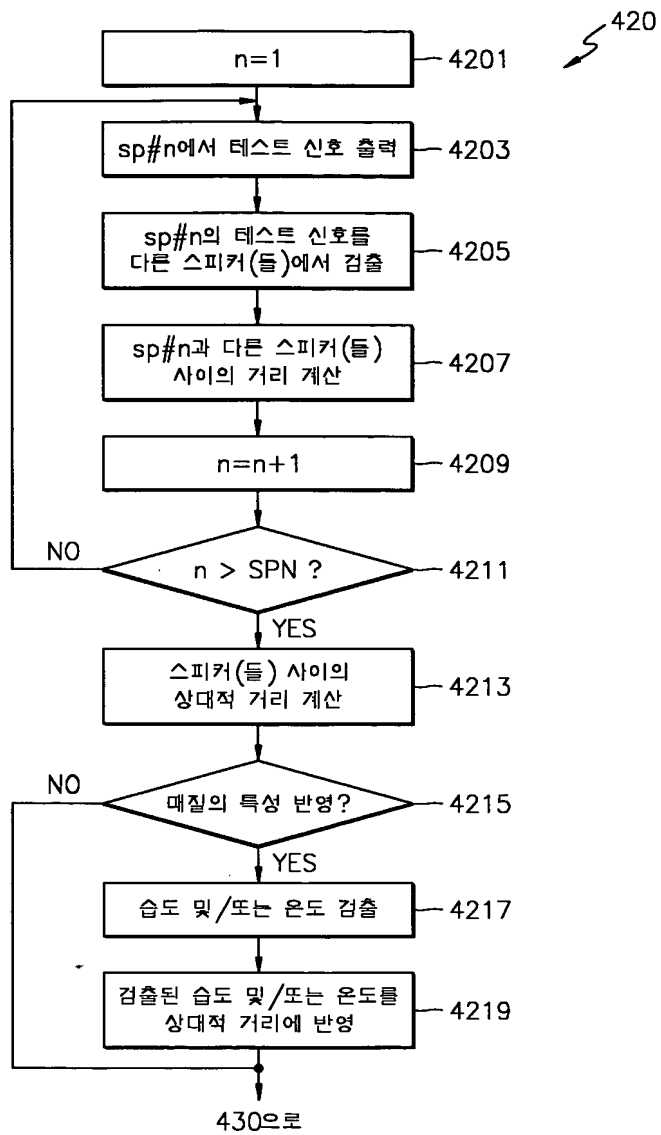 420
n=1
4201
sp#n에서 테스트 신호 출력
4203
sp#n의 테스트 신호를
다른 스피커(들)에서 검출
4205
sp#n과 다른 스피커(들)
사이의 거리 계산
4207
n=n+1
4209
NO
n > SPN ?
4211
YES
스피커(들) 사이의
상대적 거리 계산
4213
NO
매질의 특성 반영?
4215
YES
습도 및/또는 온도 검출
4217
검출된 습도 및/또는 온도를
상대적 거리에 반영
4219
430으로